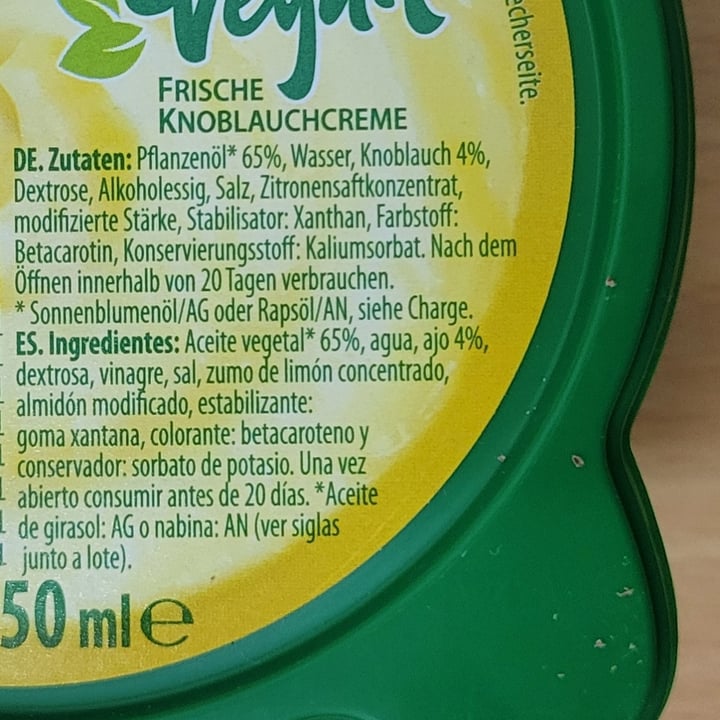 Vegan
echerseite.
FRISCHE
KNOBLAUCHCREME
DE. Zutaten: Pflanzenöl* 65%, Wasser, Knoblauch 4%,
Dextrose, Alkoholessig, Salz, Zitronensaftkonzentrat,
modifizierte Stärke, Stabilisator: Xanthan, Farbstoff:
Betacarotin, Konservierungsstoff: Kaliumsorbat. Nach dem
Öffnen innerhalb von 20 Tagen verbrauchen.
* Sonnenblumenöl/AG oder Rapsöl/AN, siehe Charge.
ES. Ingredientes: Aceite vegetal* 65%, agua, ajo 4%,
dextrosa, vinagre, sal, zumo de limón concentrado,
almidón modificado, estabilizante:
goma xantana, colorante: betacaroteno y
conservador: sorbato de potasio. Una vez
abierto consumir antes de 20 días. *Aceite
de girasol: AG o nabina: AN (ver siglas
junto a lote).
50 ml e